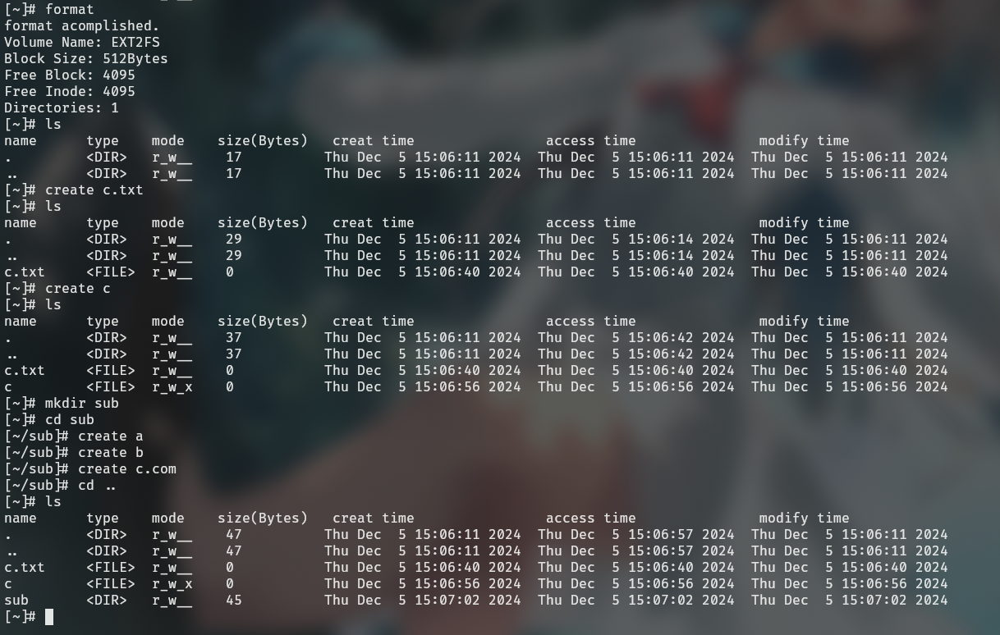 [~]# format
format acomplished.
Volume Name: EXT2FS
Block Size: 512Bytes
Free Block: 4095
Free Inode: 4095
Directories: 1
[~]# ls
name         type    mode    size(Bytes)   creat time                access time               modify time
.            <DIR>   r_w__    17          Thu Dec  5 15:06:11 2024  Thu Dec  5 15:06:11 2024  Thu Dec  5 15:06:11 2024
..           <DIR>   r_w__    17          Thu Dec  5 15:06:11 2024  Thu Dec  5 15:06:11 2024  Thu Dec  5 15:06:11 2024
[~]# create c.txt
[~]# ls
name         type    mode    size(Bytes)   creat time                access time               modify time
.            <DIR>   r_w__    29          Thu Dec  5 15:06:11 2024  Thu Dec  5 15:06:14 2024  Thu Dec  5 15:06:11 2024
..           <DIR>   r_w__    29          Thu Dec  5 15:06:11 2024  Thu Dec  5 15:06:14 2024  Thu Dec  5 15:06:11 2024
c.txt        <FILE>  r_w__    0           Thu Dec  5 15:06:40 2024  Thu Dec  5 15:06:40 2024  Thu Dec  5 15:06:40 2024
[~]# create c
[~]# ls
name         type    mode    size(Bytes)   creat time                access time               modify time
.            <DIR>   r_w__    37          Thu Dec  5 15:06:11 2024  Thu Dec  5 15:06:42 2024  Thu Dec  5 15:06:11 2024
..           <DIR>   r_w__    37          Thu Dec  5 15:06:11 2024  Thu Dec  5 15:06:42 2024  Thu Dec  5 15:06:11 2024
c.txt        <FILE>  r_w__    0           Thu Dec  5 15:06:40 2024  Thu Dec  5 15:06:40 2024  Thu Dec  5 15:06:40 2024
c            <FILE>  r_w_x    0           Thu Dec  5 15:06:56 2024  Thu Dec  5 15:06:56 2024  Thu Dec  5 15:06:56 2024
[~]# mkdir sub
[~]# cd sub
[~/sub]# create a
[~/sub]# create b
[~/sub]# create c.com
[~/sub]# cd ..
[~]# ls
name         type    mode    size(Bytes)   creat time                access time               modify time
.            <DIR>   r_w__    47          Thu Dec  5 15:06:11 2024  Thu Dec  5 15:06:57 2024  Thu Dec  5 15:06:11 2024
..           <DIR>   r_w__    47          Thu Dec  5 15:06:11 2024  Thu Dec  5 15:06:57 2024  Thu Dec  5 15:06:11 2024
c.txt        <FILE>  r_w__    0           Thu Dec  5 15:06:40 2024  Thu Dec  5 15:06:40 2024  Thu Dec  5 15:06:40 2024
c            <FILE>  r_w_x    0           Thu Dec  5 15:06:56 2024  Thu Dec  5 15:06:56 2024  Thu Dec  5 15:06:56 2024
sub          <DIR>   r_w__    45          Thu Dec  5 15:07:02 2024  Thu Dec  5 15:07:02 2024  Thu Dec  5 15:07:02 2024
[~]#